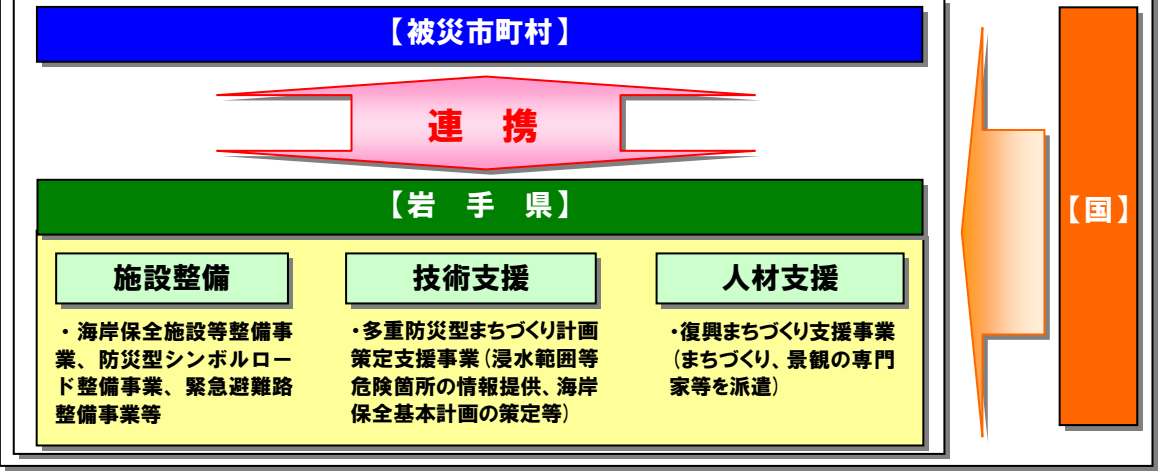 【被災市町村】
連　携
【岩　手　県】
【国】
施設整備
・海岸保全施設等整備事
業、防災型シンボルロー
ド整備事業、緊急避難路
整備事業等
技術支援
・多重防災型まちづくり計画
策定支援事業（浸水範囲等
危険箇所の情報提供、海岸
保全基本計画の策定等）
人材支援
・復興まちづくり支援事業
（まちづくり、景観の専門
家等を派遣）